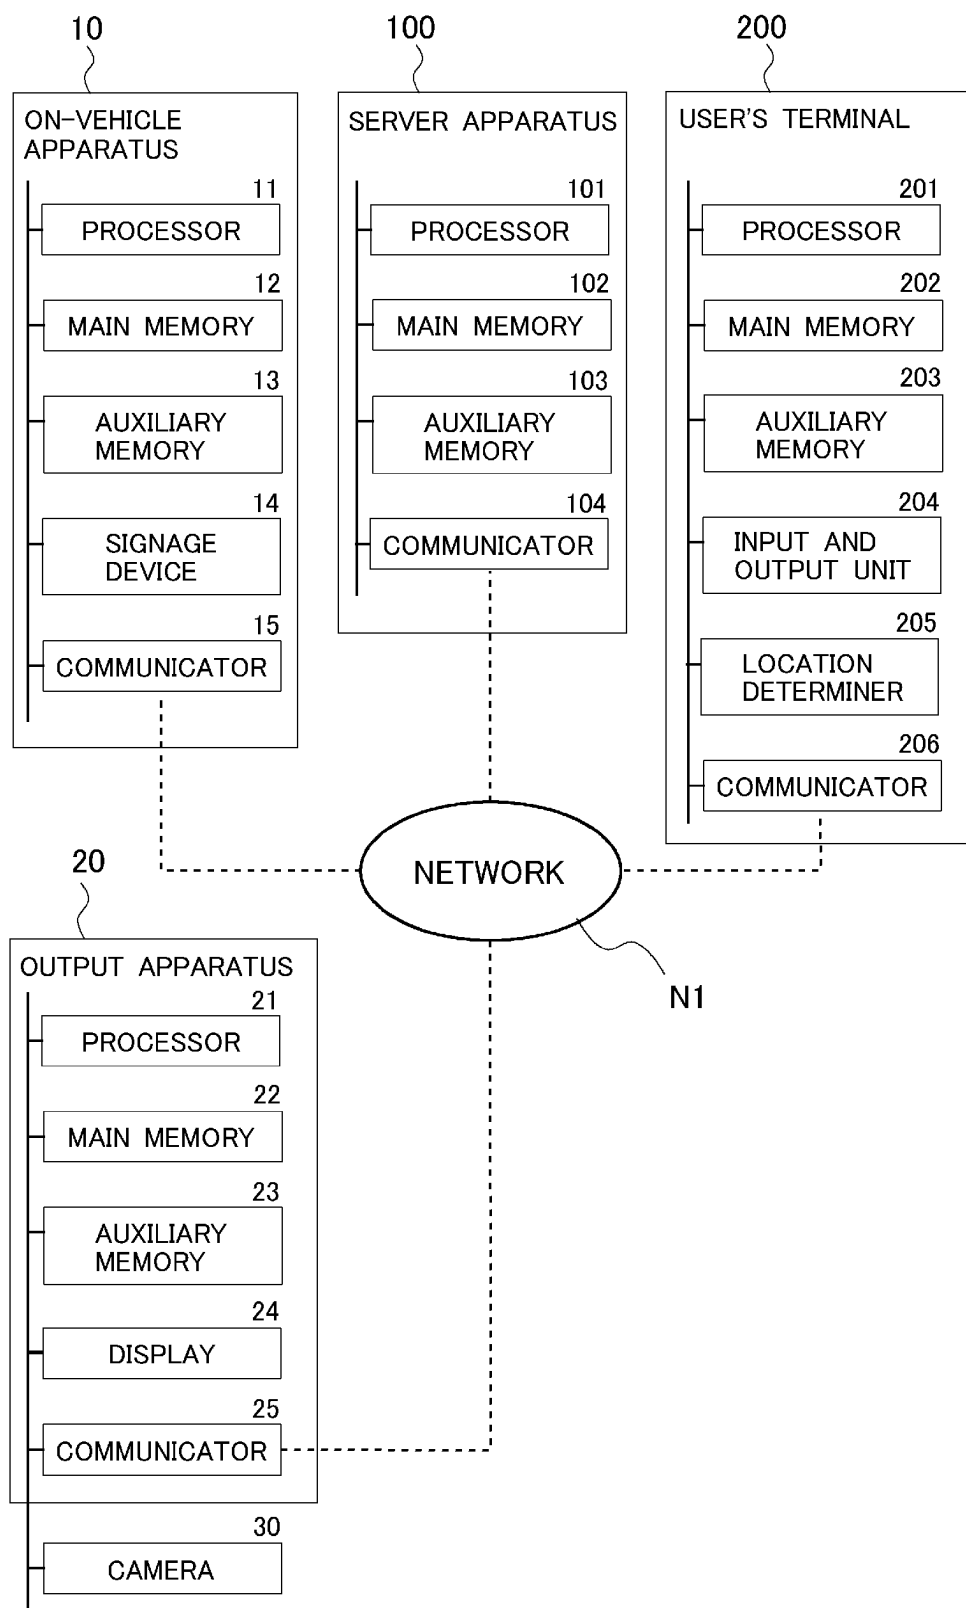 10
ON-VEHICLE
APPARATUS
11
PROCESSOR
12
MAIN MEMORY
13
AUXILIARY
MEMORY
14
SIGNAGE
DEVICE
15
COMMUNICATOR
100
SERVER APPARATUS
101
PROCESSOR
102
MAIN MEMORY
103
AUXILIARY
MEMORY
104
COMMUNICATOR
200
USER'S TERMINAL
201
PROCESSOR
202
MAIN MEMORY
203
AUXILIARY
MEMORY
204
INPUT AND
OUTPUT UNIT
205
LOCATION
DETERMINER
206
COMMUNICATOR
NETWORK
N1
20
OUTPUT APPARATUS
21
PROCESSOR
22
MAIN MEMORY
23
AUXILIARY
MEMORY
24
DISPLAY
25
COMMUNICATOR
30
CAMERA